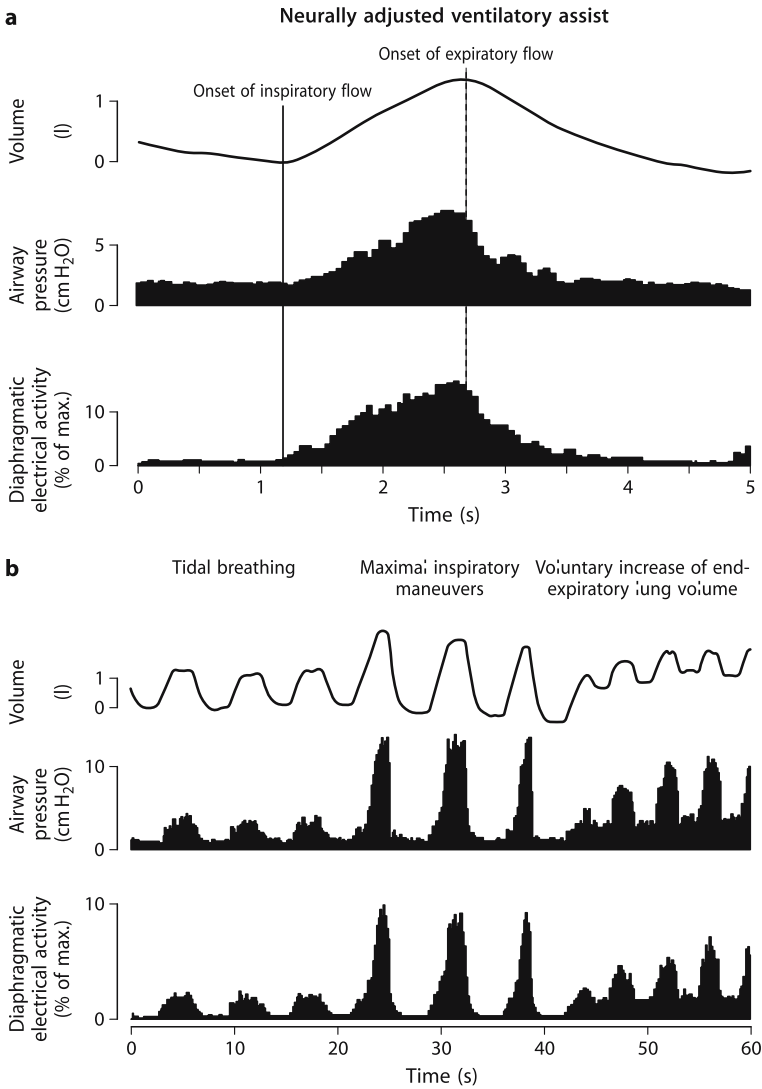 a
Neurally adjusted ventilatory assist
Onset of expiratory flow
Onset of inspiratory flow
Volume
(l)
1
0
Airway
pressure
(cm H2O)
5
0
Diaphragmatic
electrical activity
(% of max.)
10
0
0 1 2 3 4 5
Time (s)
b
Tidal breathing
Maximal inspiratory
maneuvers
Voluntary increase of end-
expiratory lung volume
Volume
(l)
1
0
Airway
pressure
(cm H2O)
10
0
Diaphragmatic
electrical activity
(% of max.)
10
5
0
0 10 20 30 40 50 60
Time (s)